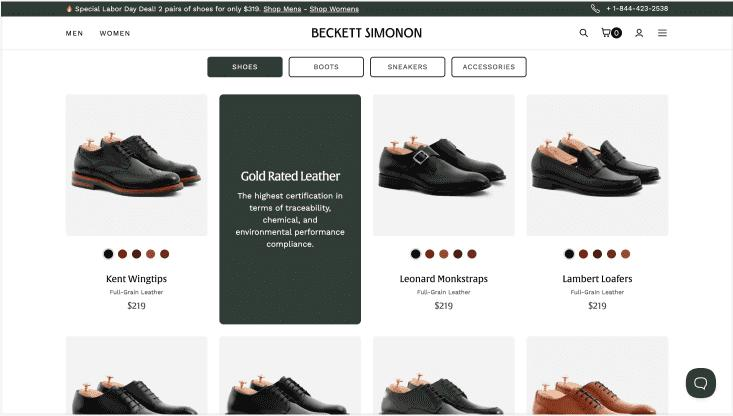 🔥 Special Labor Day Deal! 2 pairs of shoes for only $319. Shop Mens - Shop Womens
+ 1-844-423-2538
MEN WOMEN
BECKETT SIMONON
0
SHOES
BOOTS
SNEAKERS
ACCESSORIES
Kent Wingtips
Full-Grain Leather
$219
Gold Rated Leather
The highest certification in
terms of traceability,
chemical, and
environmental performance
compliance.
Leonard Monkstraps
Full-Grain Leather
$219
Lambert Loafers
Full-Grain Leather
$219